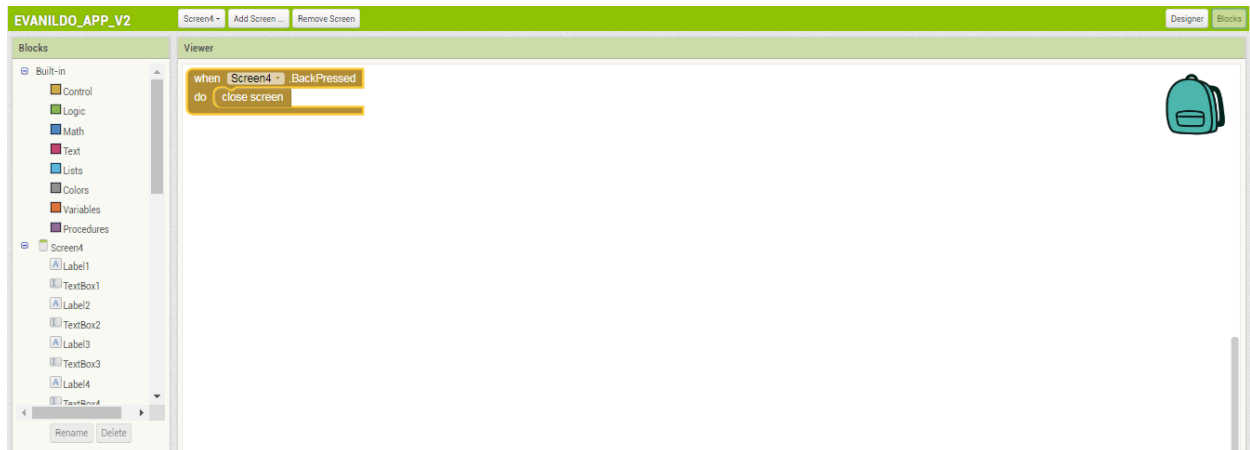 EVANILDO_APP_V2 Screen4 Add Screen ... Remove Screen Designer Blocks
Blocks Viewer
Built-in
Control
Logic
Math
Text
Lists
Colors
Variables
Procedures
Screen4
Label1
TextBox1
Label2
TextBox2
Label3
TextBox3
Label4
TextBox4
Rename Delete
when Screen4 .BackPressed
do close screen